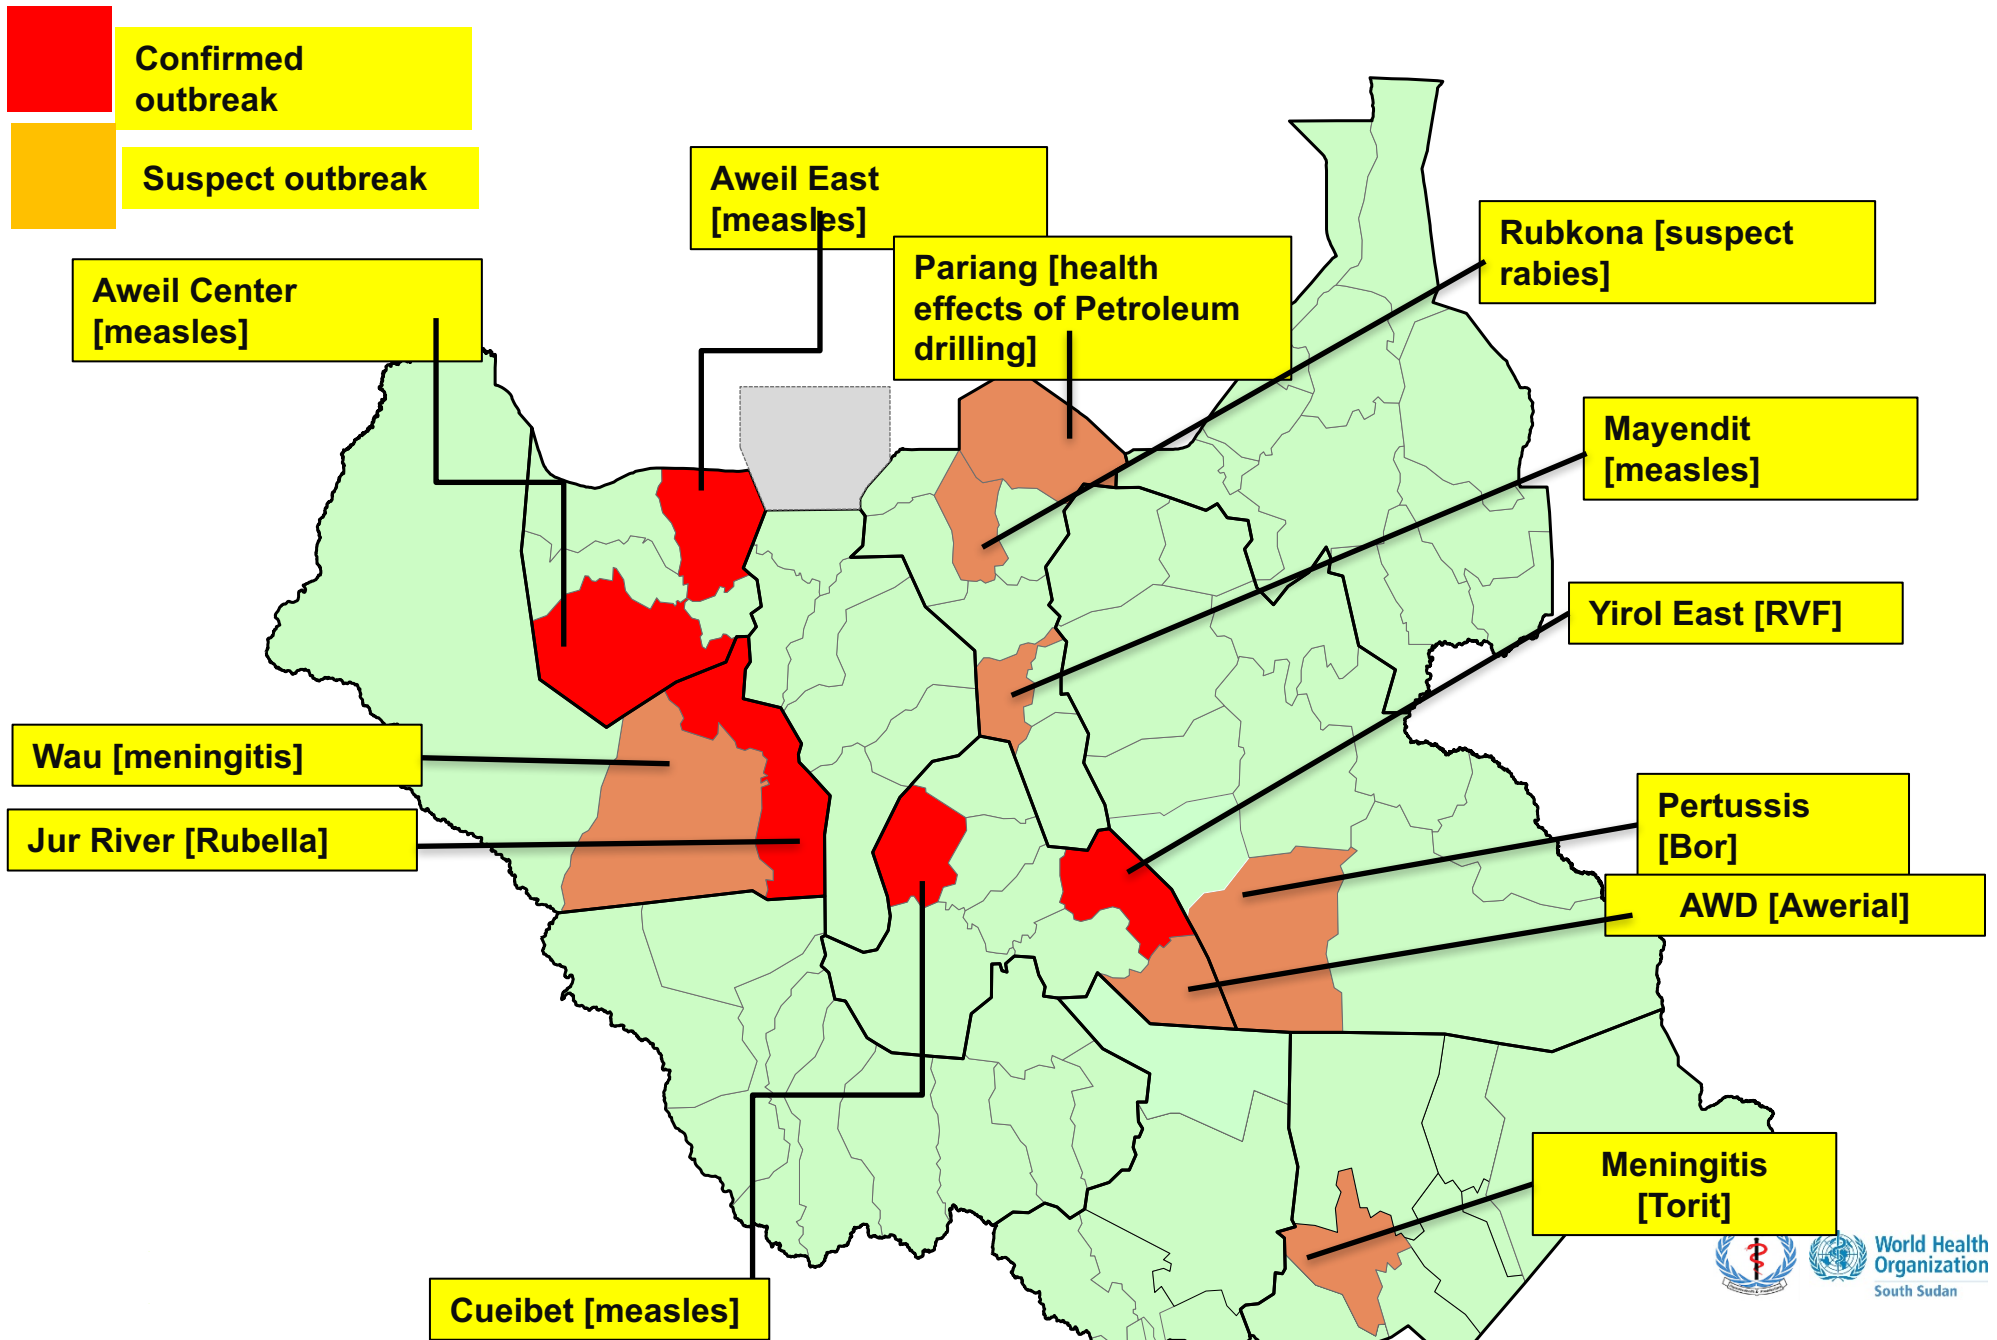 Confirmed
outbreak
Suspect outbreak
Aweil East
[measles]
Rubkona [suspect
rabies]
Pariang [health
effects of Petroleum
drilling]
Aweil Center
[measles]
Mayendit
[measles]
Yirol East [RVF]
Wau [meningitis]
Pertussis
[Bor]
Jur River [Rubella]
AWD [Awerial]
Meningitis
[Torit]
World Health
Organization
South Sudan
Cueibet [measles]